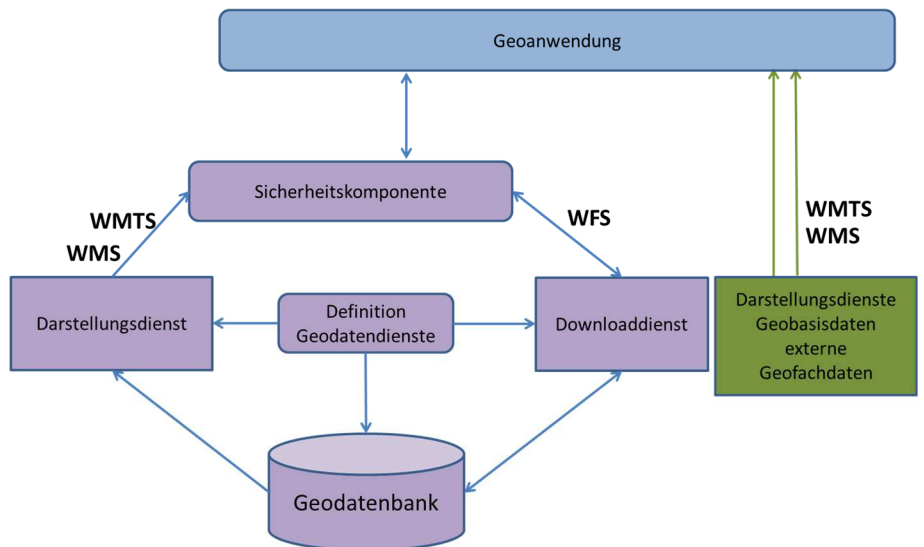 Geoanwendung
Sicherheitskomponente
WMTS
WMS
WFS
WMTS
WMS
Darstellungsdienst
Definition
Geodatendienste
Downloaddienst
Darstellungsdienste
Geobasisdaten
externe
Geofachdaten
Geodatenbank